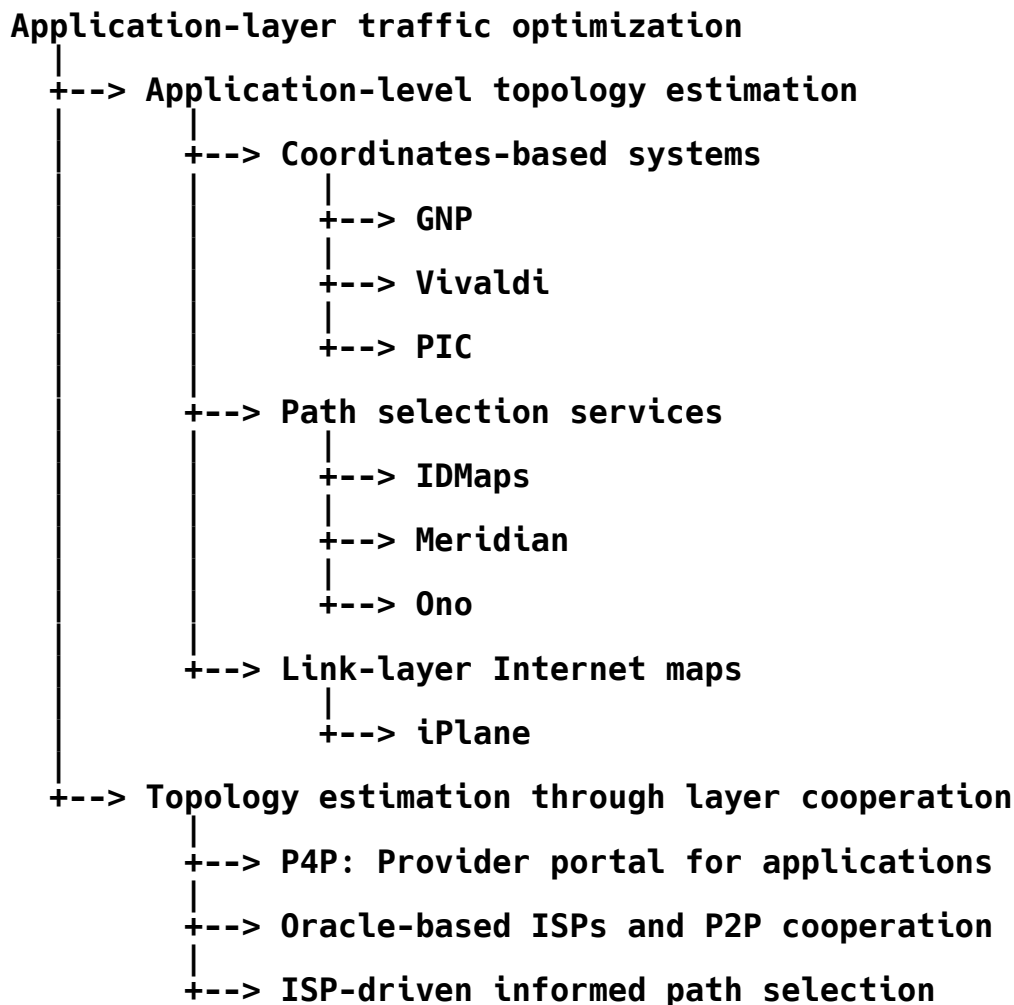 Application-layer traffic optimization
|
+--> Application-level topology estimation
| |
| +--> Coordinates-based systems
| | |
| | +--> GNP
| | |
| | +--> Vivaldi
| | |
| | +--> PIC
| |
| +--> Path selection services
| | |
| | +--> IDMaps
| | |
| | +--> Meridian
| | |
| | +--> Ono
| |
| +--> Link-layer Internet maps
| |
| +--> iPlane
|
+--> Topology estimation through layer cooperation
|
+--> P4P: Provider portal for applications
|
+--> Oracle-based ISPs and P2P cooperation
|
+--> ISP-driven informed path selection